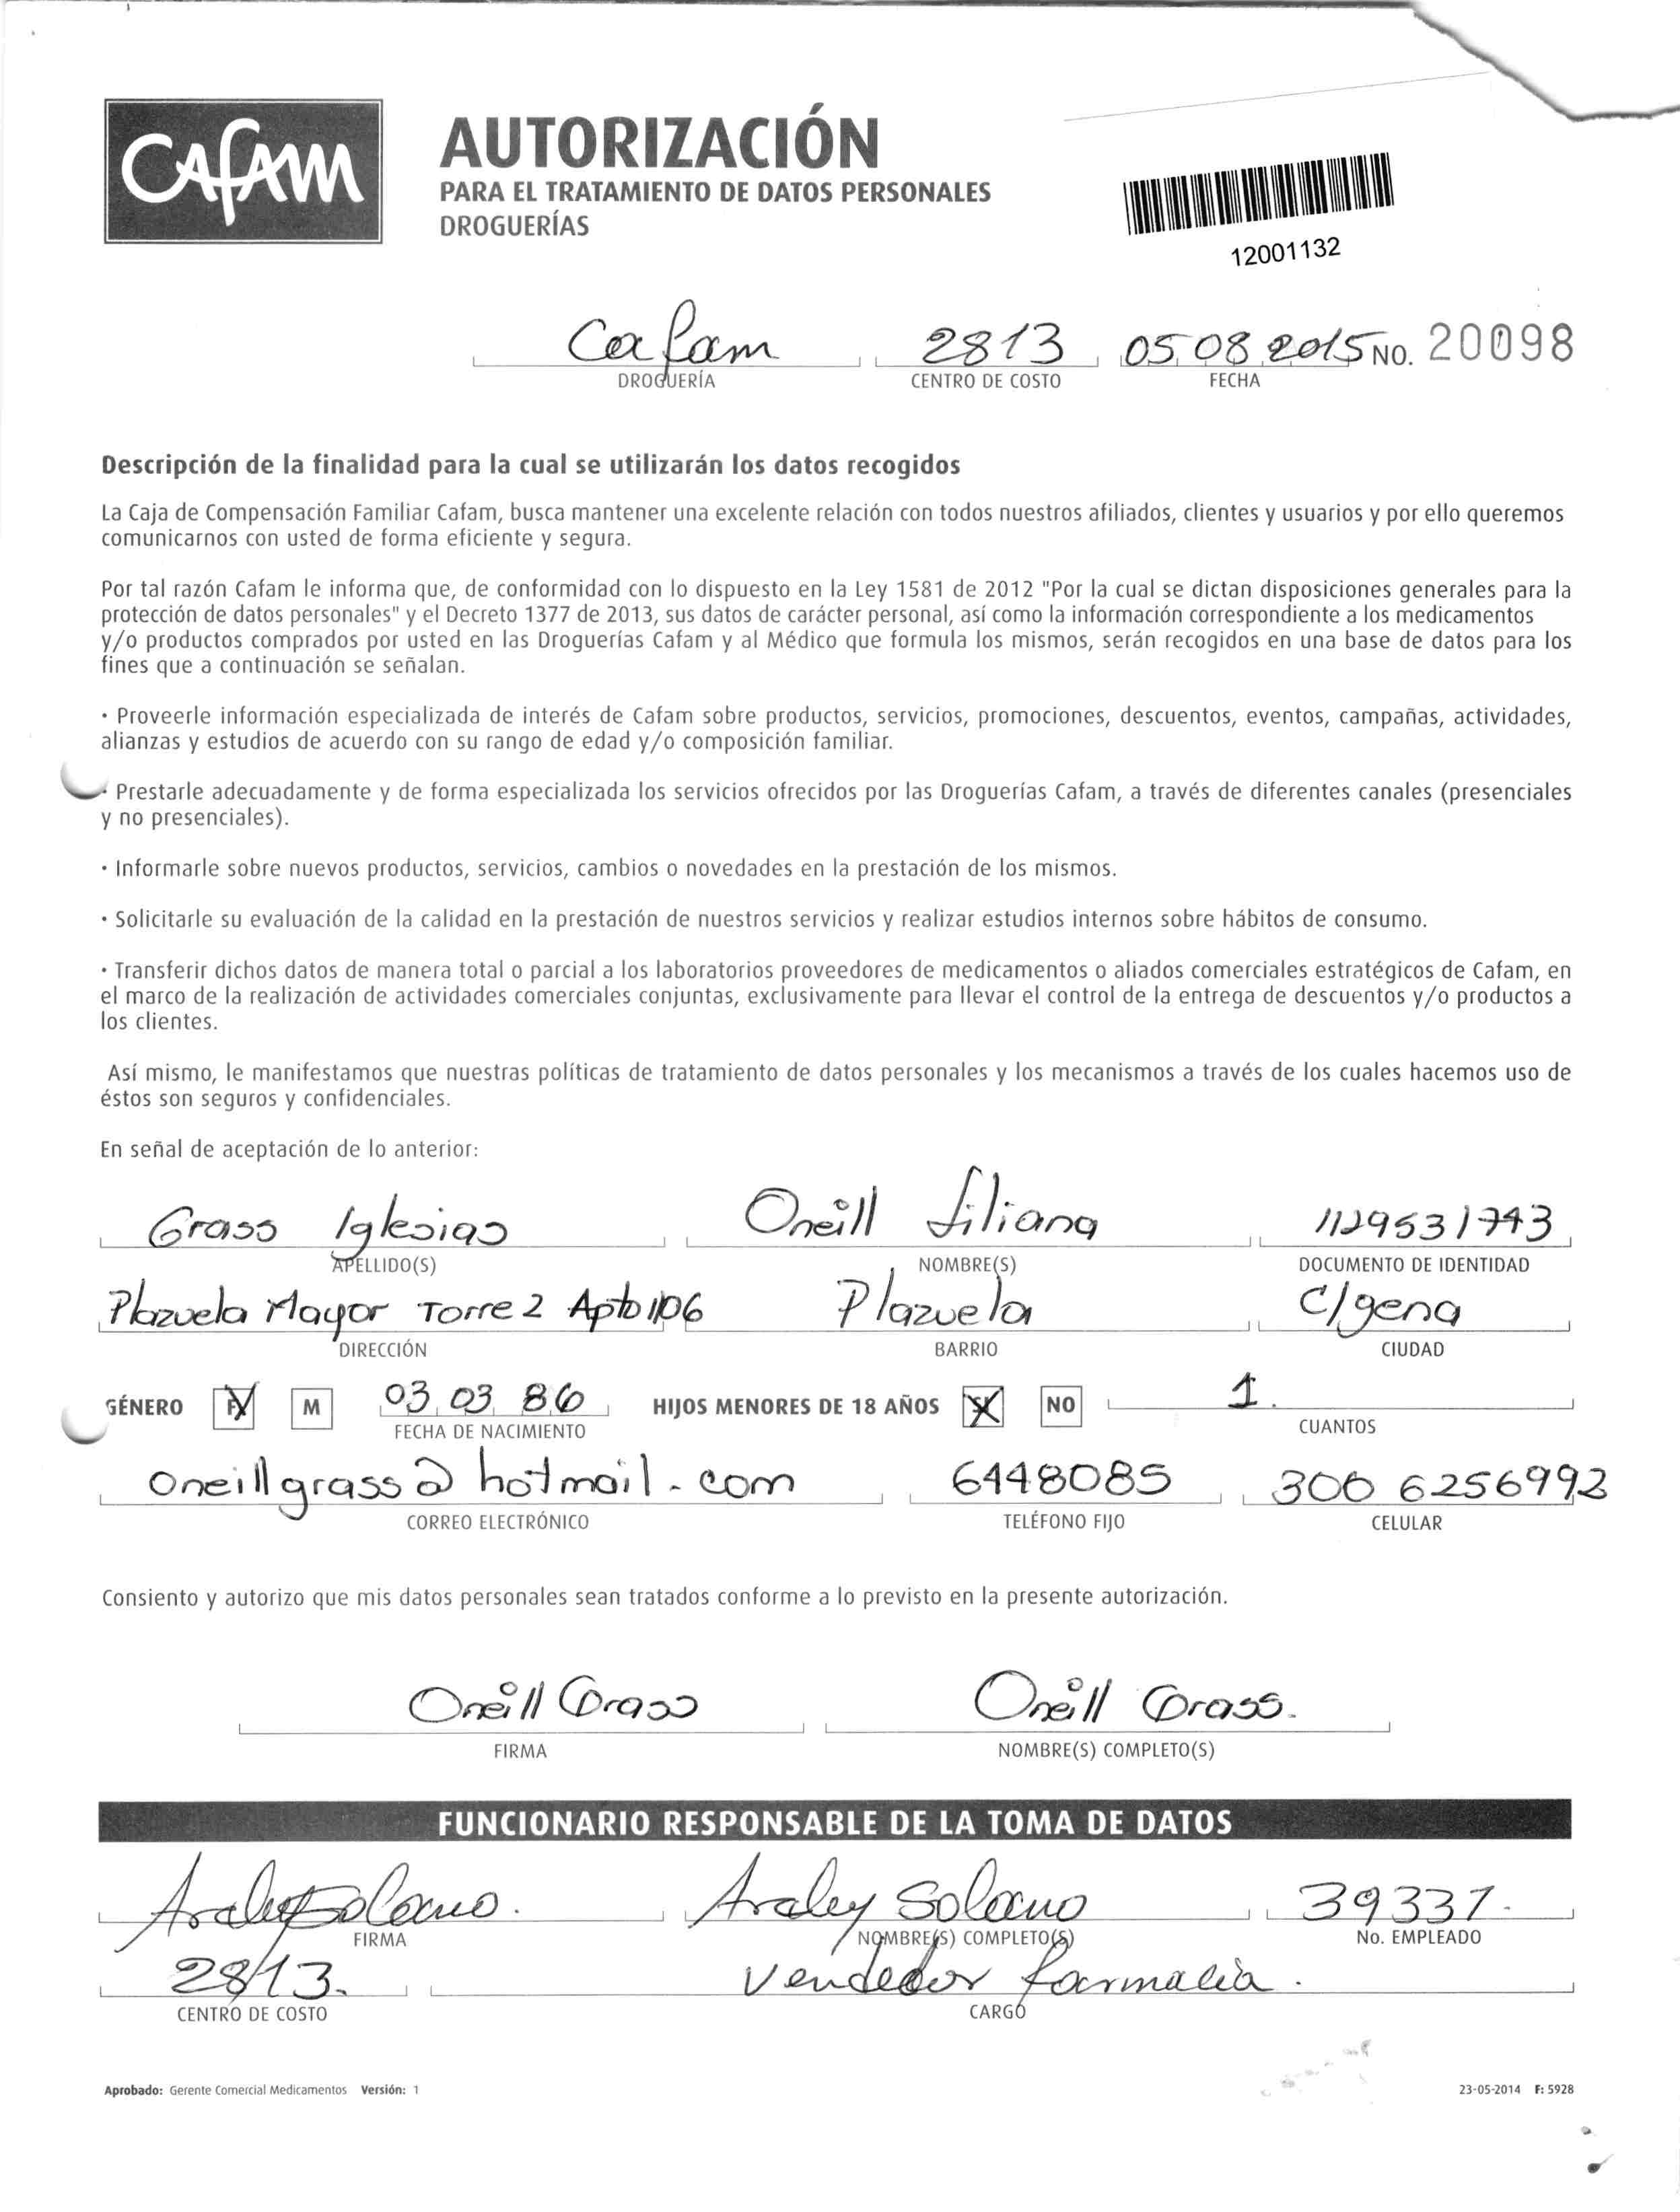 CAFAM
AUTORIZACIÓN
PARA EL TRATAMIENTO DE DATOS PERSONALES
DROGUERÍAS
12001132
Cafam 2813 05 08 2015 NO. 20098
DROGUERÍA CENTRO DE COSTO FECHA
Descripción de la finalidad para la cual se utilizarán los datos recogidos
La Caja de Compensación Familiar Cafam, busca mantener una excelente relación con todos nuestros afiliados, clientes y usuarios y por ello queremos
comunicarnos con usted de forma eficiente y segura.
Por tal razón Cafam le informa que, de conformidad con lo dispuesto en la Ley 1581 de 2012 "Por la cual se dictan disposiciones generales para la
protección de datos personales" y el Decreto 1377 de 2013, sus datos de carácter personal, así como la información correspondiente a los medicamentos
y/o productos comprados por usted en las Droguerías Cafam y al Médico que formula los mismos, serán recogidos en una base de datos para los
fines que a continuación se señalan.
• Proveerle información especializada de interés de Cafam sobre productos, servicios, promociones, descuentos, eventos, campañas, actividades,
alianzas y estudios de acuerdo con su rango de edad y/o composición familiar.
• Prestarle adecuadamente y de forma especializada los servicios ofrecidos por las Droguerías Cafam, a través de diferentes canales (presenciales
y no presenciales).
• Informarle sobre nuevos productos, servicios, cambios o novedades en la prestación de los mismos.
• Solicitarle su evaluación de la calidad en la prestación de nuestros servicios y realizar estudios internos sobre hábitos de consumo.
• Transferir dichos datos de manera total o parcial a los laboratorios proveedores de medicamentos o aliados comerciales estratégicos de Cafam, en
el marco de la realización de actividades comerciales conjuntas, exclusivamente para llevar el control de la entrega de descuentos y/o productos a
los clientes.
Así mismo, le manifestamos que nuestras políticas de tratamiento de datos personales y los mecanismos a través de los cuales hacemos uso de
éstos son seguros y confidenciales.
En señal de aceptación de lo anterior:
Grass Iglesias Oneill Liliana 1129531743
APELLIDO(S) NOMBRE(S) DOCUMENTO DE IDENTIDAD
Plazuela Mayor Torre 2 Apto 1106 Plazuela C/gena
DIRECCIÓN BARRIO CIUDAD
GÉNERO F M 03 03 86 HIJOS MENORES DE 18 AÑOS SI NO 1.
FECHA DE NACIMIENTO CUANTOS
oneillgrass@hotmail.com 6448085 300 6256992
CORREO ELECTRÓNICO TELÉFONO FIJO CELULAR
Consiento y autorizo que mis datos personales sean tratados conforme a lo previsto en la presente autorización.
Oneill Grass Oneill Grass.
FIRMA NOMBRE(S) COMPLETO(S)
FUNCIONARIO RESPONSABLE DE LA TOMA DE DATOS
Araley Solano. Araley Solano 39331.
FIRMA NOMBRE(S) COMPLETO(S) No. EMPLEADO
2813. Vendedor farmacia.
CENTRO DE COSTO CARGO
Aprobado: Gerente Comercial Medicamentos Versión: 1 23-05-2014 F: 5928